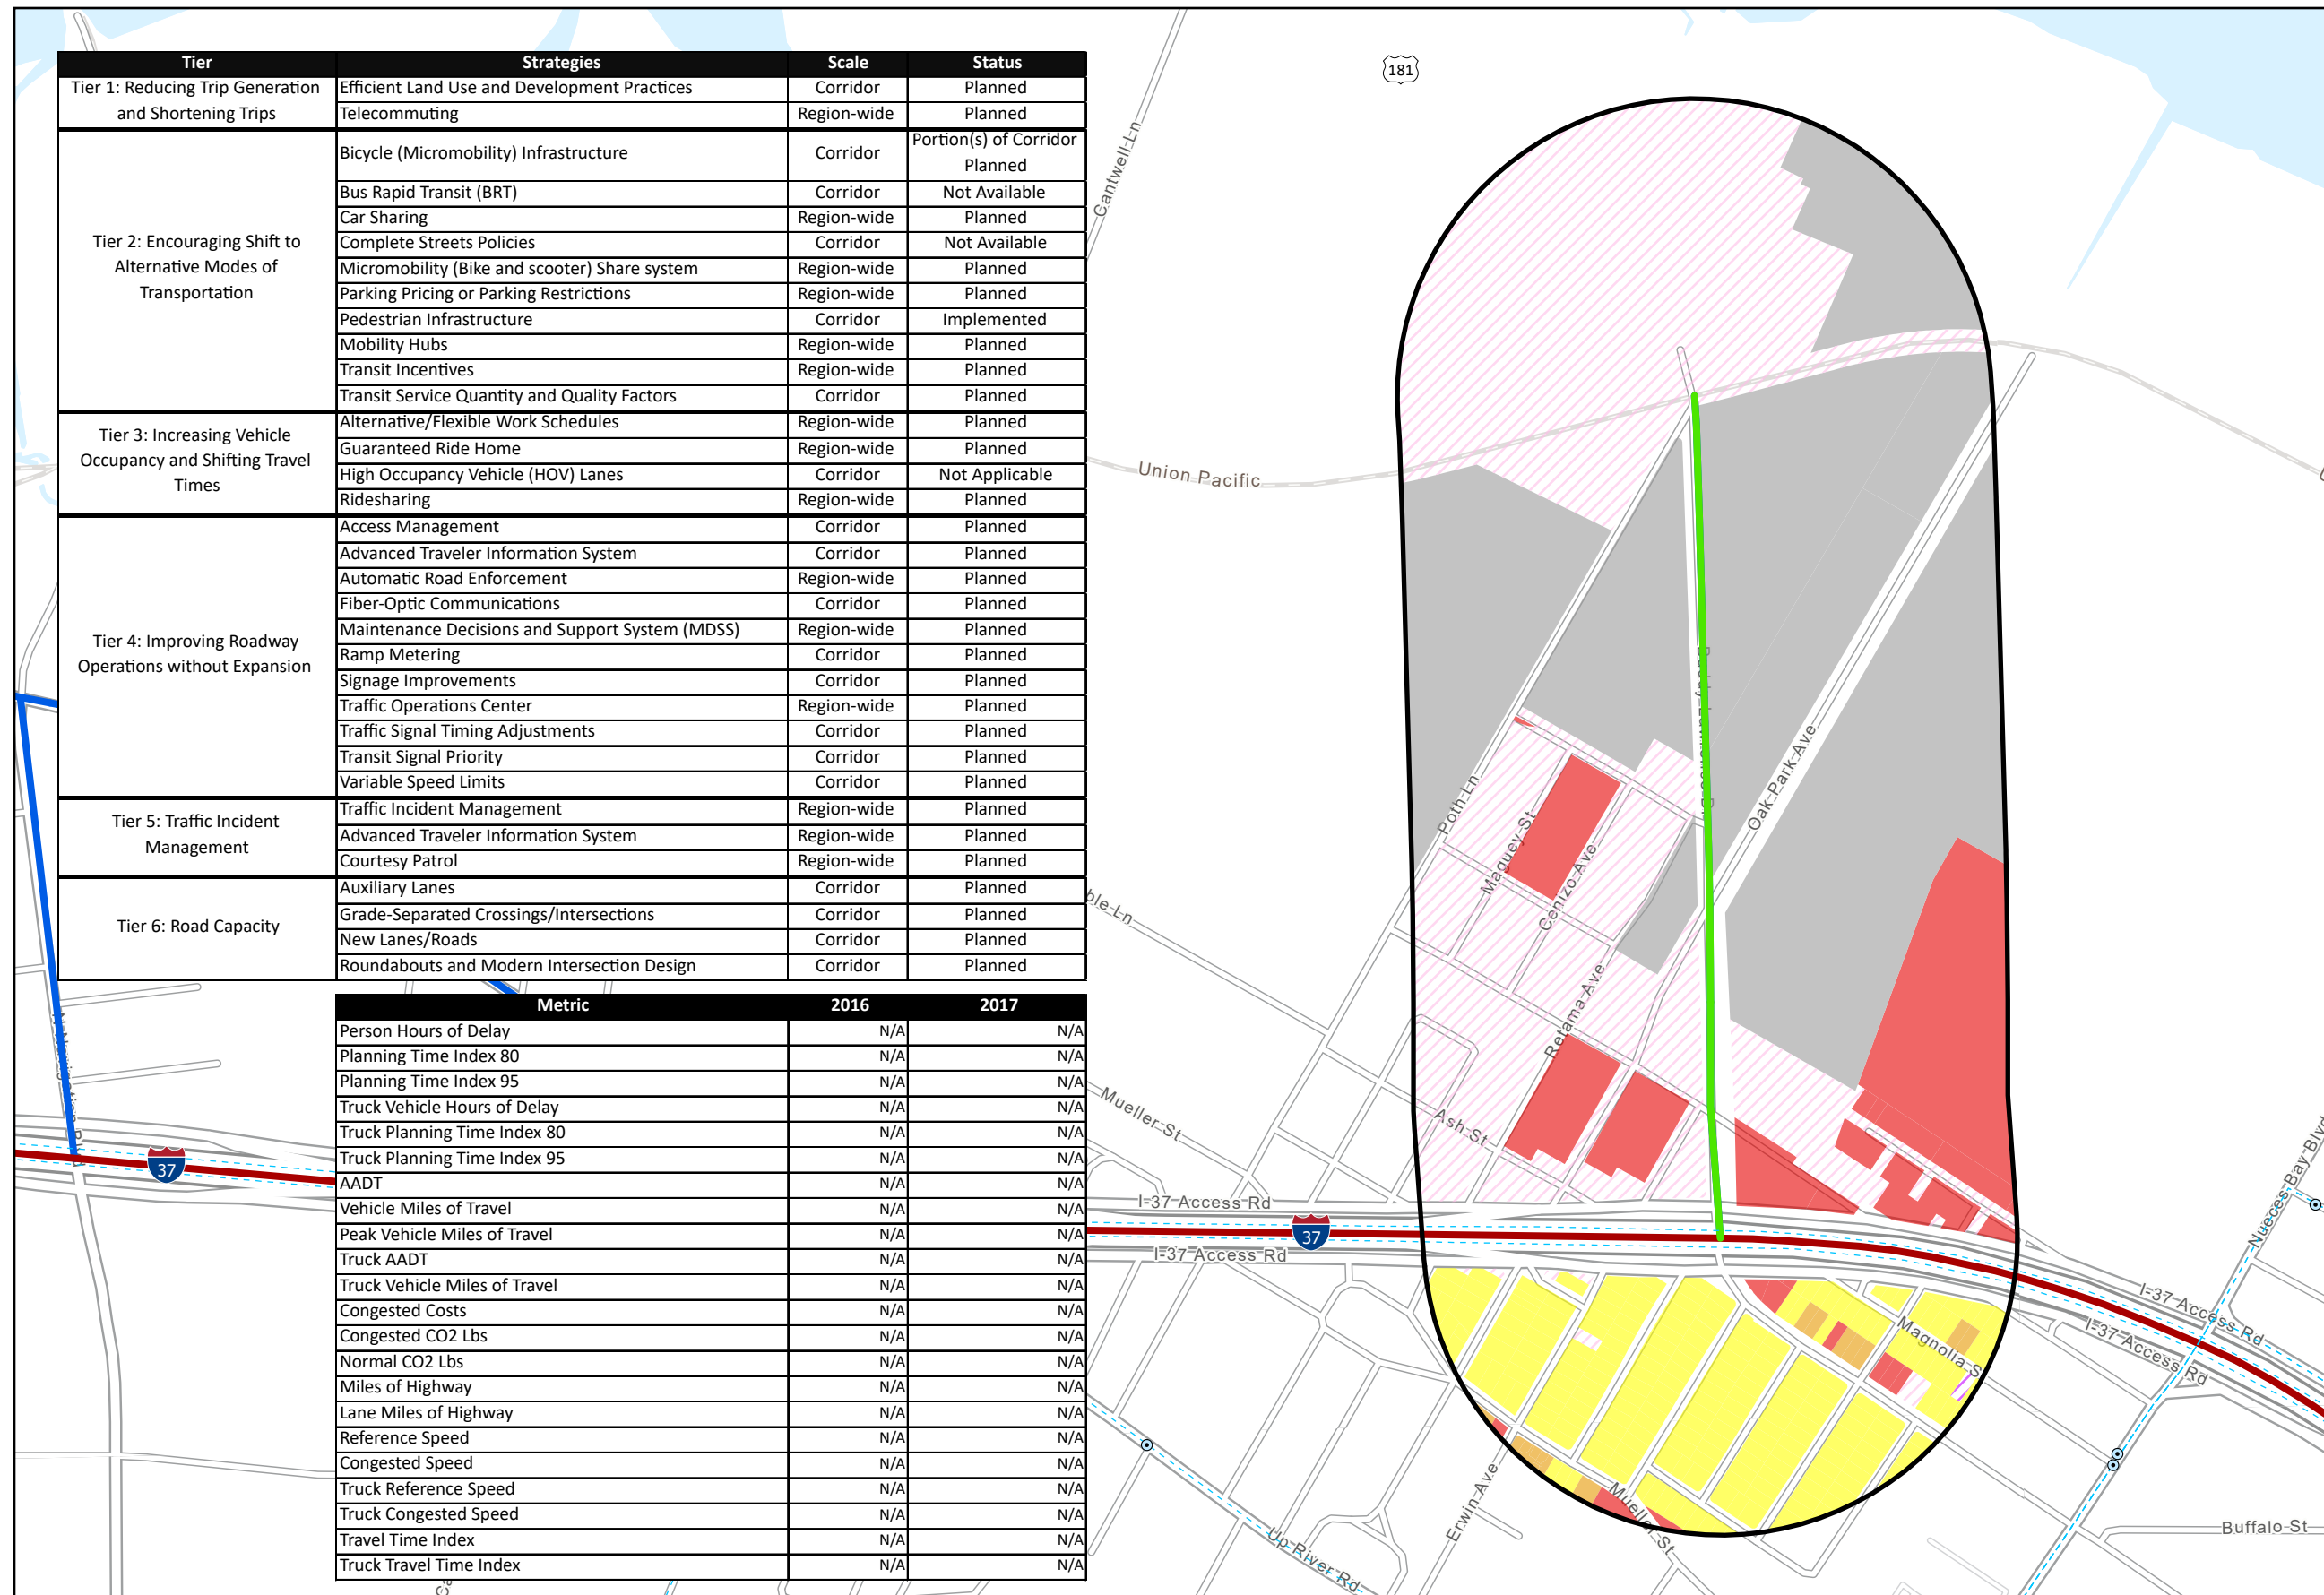 Tier Strategies Scale Status
Tier 1: Reducing Trip Generation and Shortening Trips
Efficient Land Use and Development Practices Corridor Planned
Telecommuting Region-wide Planned
Tier 2: Encouraging Shift to Alternative Modes of Transportation
Bicycle (Micromobility) Infrastructure Corridor Portion(s) of Corridor Planned
Bus Rapid Transit (BRT) Corridor Not Available
Car Sharing Region-wide Planned
Complete Streets Policies Corridor Not Available
Micromobility (Bike and scooter) Share system Region-wide Planned
Parking Pricing or Parking Restrictions Region-wide Planned
Pedestrian Infrastructure Corridor Implemented
Mobility Hubs Region-wide Planned
Transit Incentives Region-wide Planned
Transit Service Quantity and Quality Factors Corridor Planned
Tier 3: Increasing Vehicle Occupancy and Shifting Travel Times
Alternative/Flexible Work Schedules Region-wide Planned
Guaranteed Ride Home Region-wide Planned
High Occupancy Vehicle (HOV) Lanes Corridor Not Applicable
Ridesharing Region-wide Planned
Tier 4: Improving Roadway Operations without Expansion
Access Management Corridor Planned
Advanced Traveler Information System Corridor Planned
Automatic Road Enforcement Region-wide Planned
Fiber-Optic Communications Corridor Planned
Maintenance Decisions and Support System (MDSS) Region-wide Planned
Ramp Metering Corridor Planned
Signage Improvements Corridor Planned
Traffic Operations Center Region-wide Planned
Traffic Signal Timing Adjustments Corridor Planned
Transit Signal Priority Corridor Planned
Variable Speed Limits Corridor Planned
Tier 5: Traffic Incident Management
Traffic Incident Management Region-wide Planned
Advanced Traveler Information System Region-wide Planned
Courtesy Patrol Region-wide Planned
Tier 6: Road Capacity
Auxiliary Lanes Corridor Planned
Grade-Separated Crossings/Intersections Corridor Planned
New Lanes/Roads Corridor Planned
Roundabouts and Modern Intersection Design Corridor Planned
Metric 2016 2017
Person Hours of Delay N/A N/A
Planning Time Index 80 N/A N/A
Planning Time Index 95 N/A N/A
Truck Vehicle Hours of Delay N/A N/A
Truck Planning Time Index 80 N/A N/A
Truck Planning Time Index 95 N/A N/A
AADT N/A N/A
Vehicle Miles of Travel N/A N/A
Peak Vehicle Miles of Travel N/A N/A
Truck AADT N/A N/A
Truck Vehicle Miles of Travel N/A N/A
Congested Costs N/A N/A
Congested CO2 Lbs N/A N/A
Normal CO2 Lbs N/A N/A
Miles of Highway N/A N/A
Lane Miles of Highway N/A N/A
Reference Speed N/A N/A
Congested Speed N/A N/A
Truck Reference Speed N/A N/A
Truck Congested Speed N/A N/A
Travel Time Index N/A N/A
Truck Travel Time Index N/A N/A
181
Cantwell Ln
Union Pacific
Poth Ln
Maguey St
Cenizo Ave
Oak Park Ave
Retama Ave
ble Ln
Mueller St
Ash St
37
37
I-37 Access Rd
I-37 Access Rd
Nueces Bay Blvd
I-37 Access Rd
I-37 Access Rd
Magnolia S
Erwin Ave
Mueller St
Up River Rd
Buffalo St